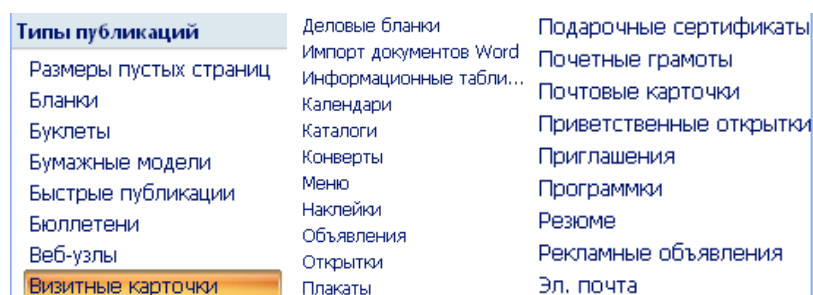 Типы публикаций
Размеры пустых страниц
Бланки
Буклеты
Бумажные модели
Быстрые публикации
Бюллетени
Веб-узлы
Визитные карточки
Деловые бланки
Импорт документов Word
Информационные табли...
Календари
Каталоги
Конверты
Меню
Наклейки
Объявления
Открытки
Плакаты
Подарочные сертификаты
Почетные грамоты
Почтовые карточки
Приветственные открытки
Приглашения
Программки
Резюме
Рекламные объявления
Эл. почта